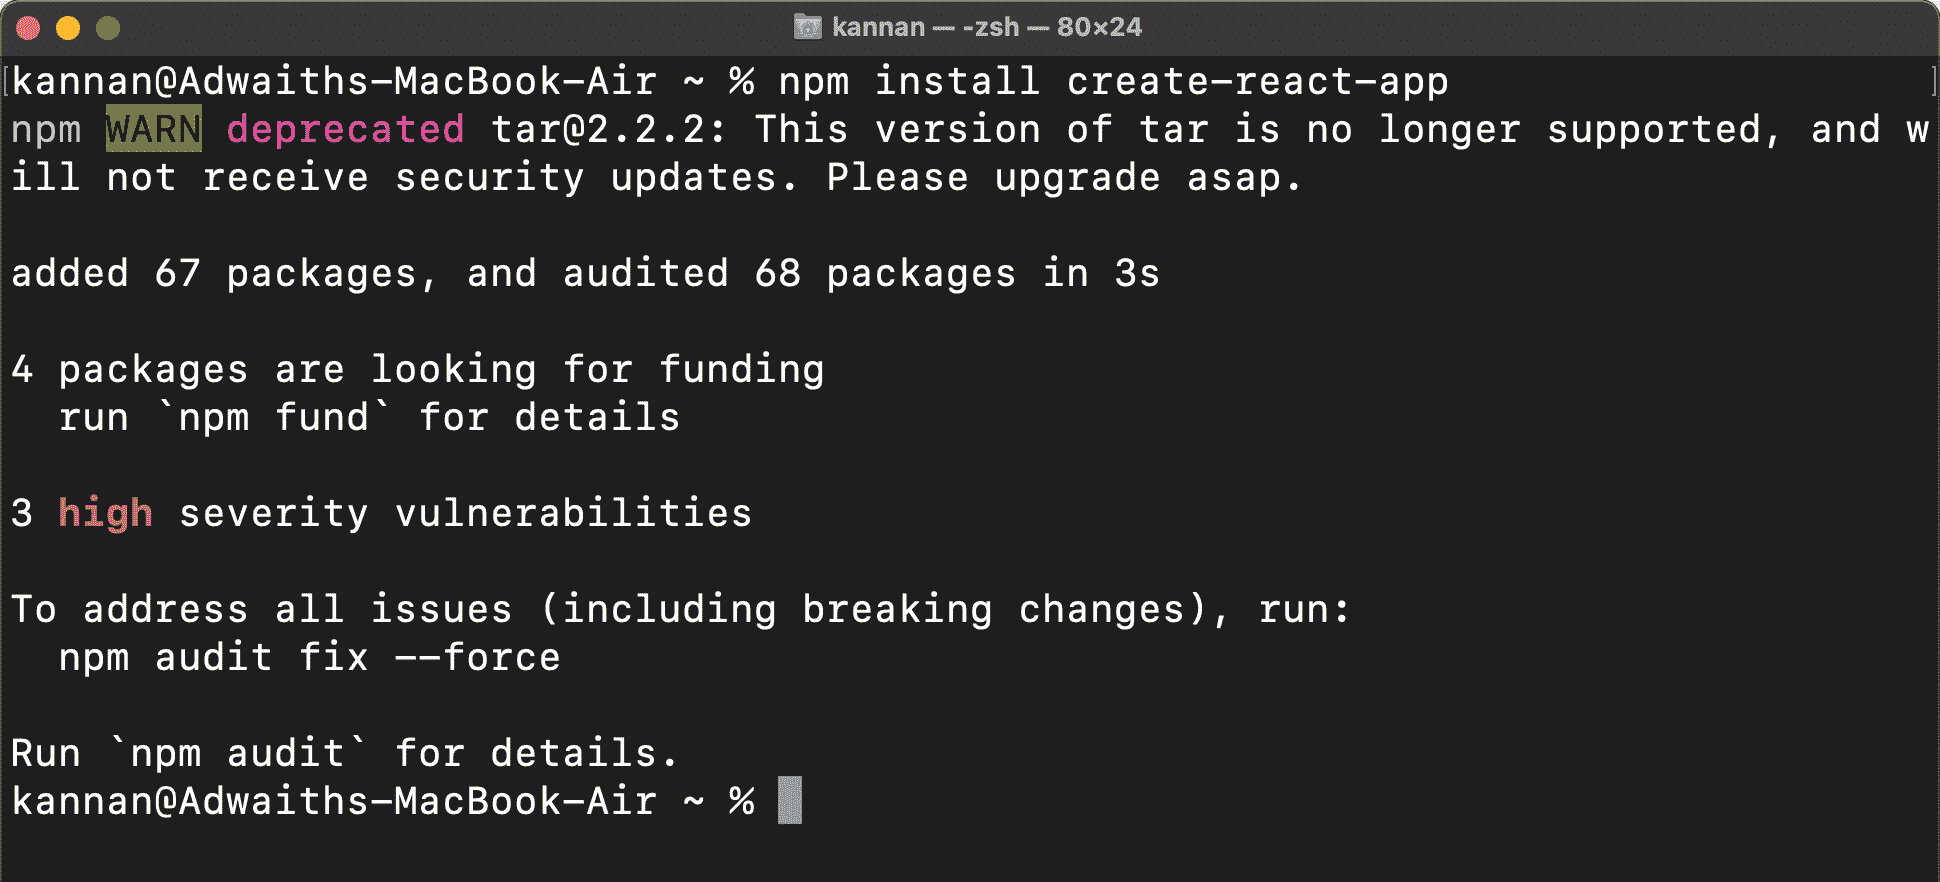 kannan — -zsh — 80×24
kannan@Adwaiths-MacBook-Air ~ % npm install create-react-app
npm WARN deprecated tar@2.2.2: This version of tar is no longer supported, and w
ill not receive security updates. Please upgrade asap.
added 67 packages, and audited 68 packages in 3s
4 packages are looking for funding
  run `npm fund` for details
3 high severity vulnerabilities
To address all issues (including breaking changes), run:
  npm audit fix --force
Run `npm audit` for details.
kannan@Adwaiths-MacBook-Air ~ %